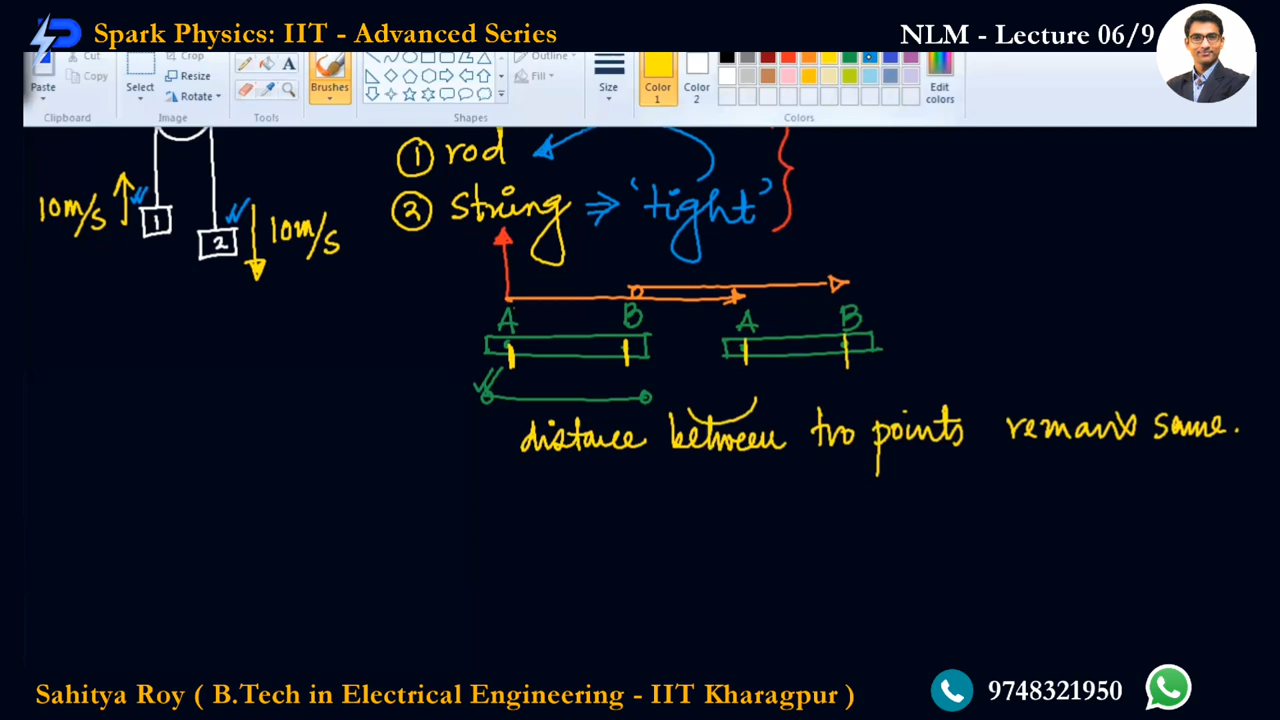 Spark Physics: IIT - Advanced Series
NLM - Lecture 06/9
Cut
Copy
Paste
Clipboard
Crop
Resize
Rotate
Select
Image
A
Tools
Brushes
Outline
Fill
Shapes
Size
Color 1
Color 2
Edit colors
Colors
1 rod
2 string ⇒ 'tight'
10m/s
1
2
10m/s
A B A B
distance between two points remains same.
Sahitya Roy ( B.Tech in Electrical Engineering - IIT Kharagpur )
9748321950